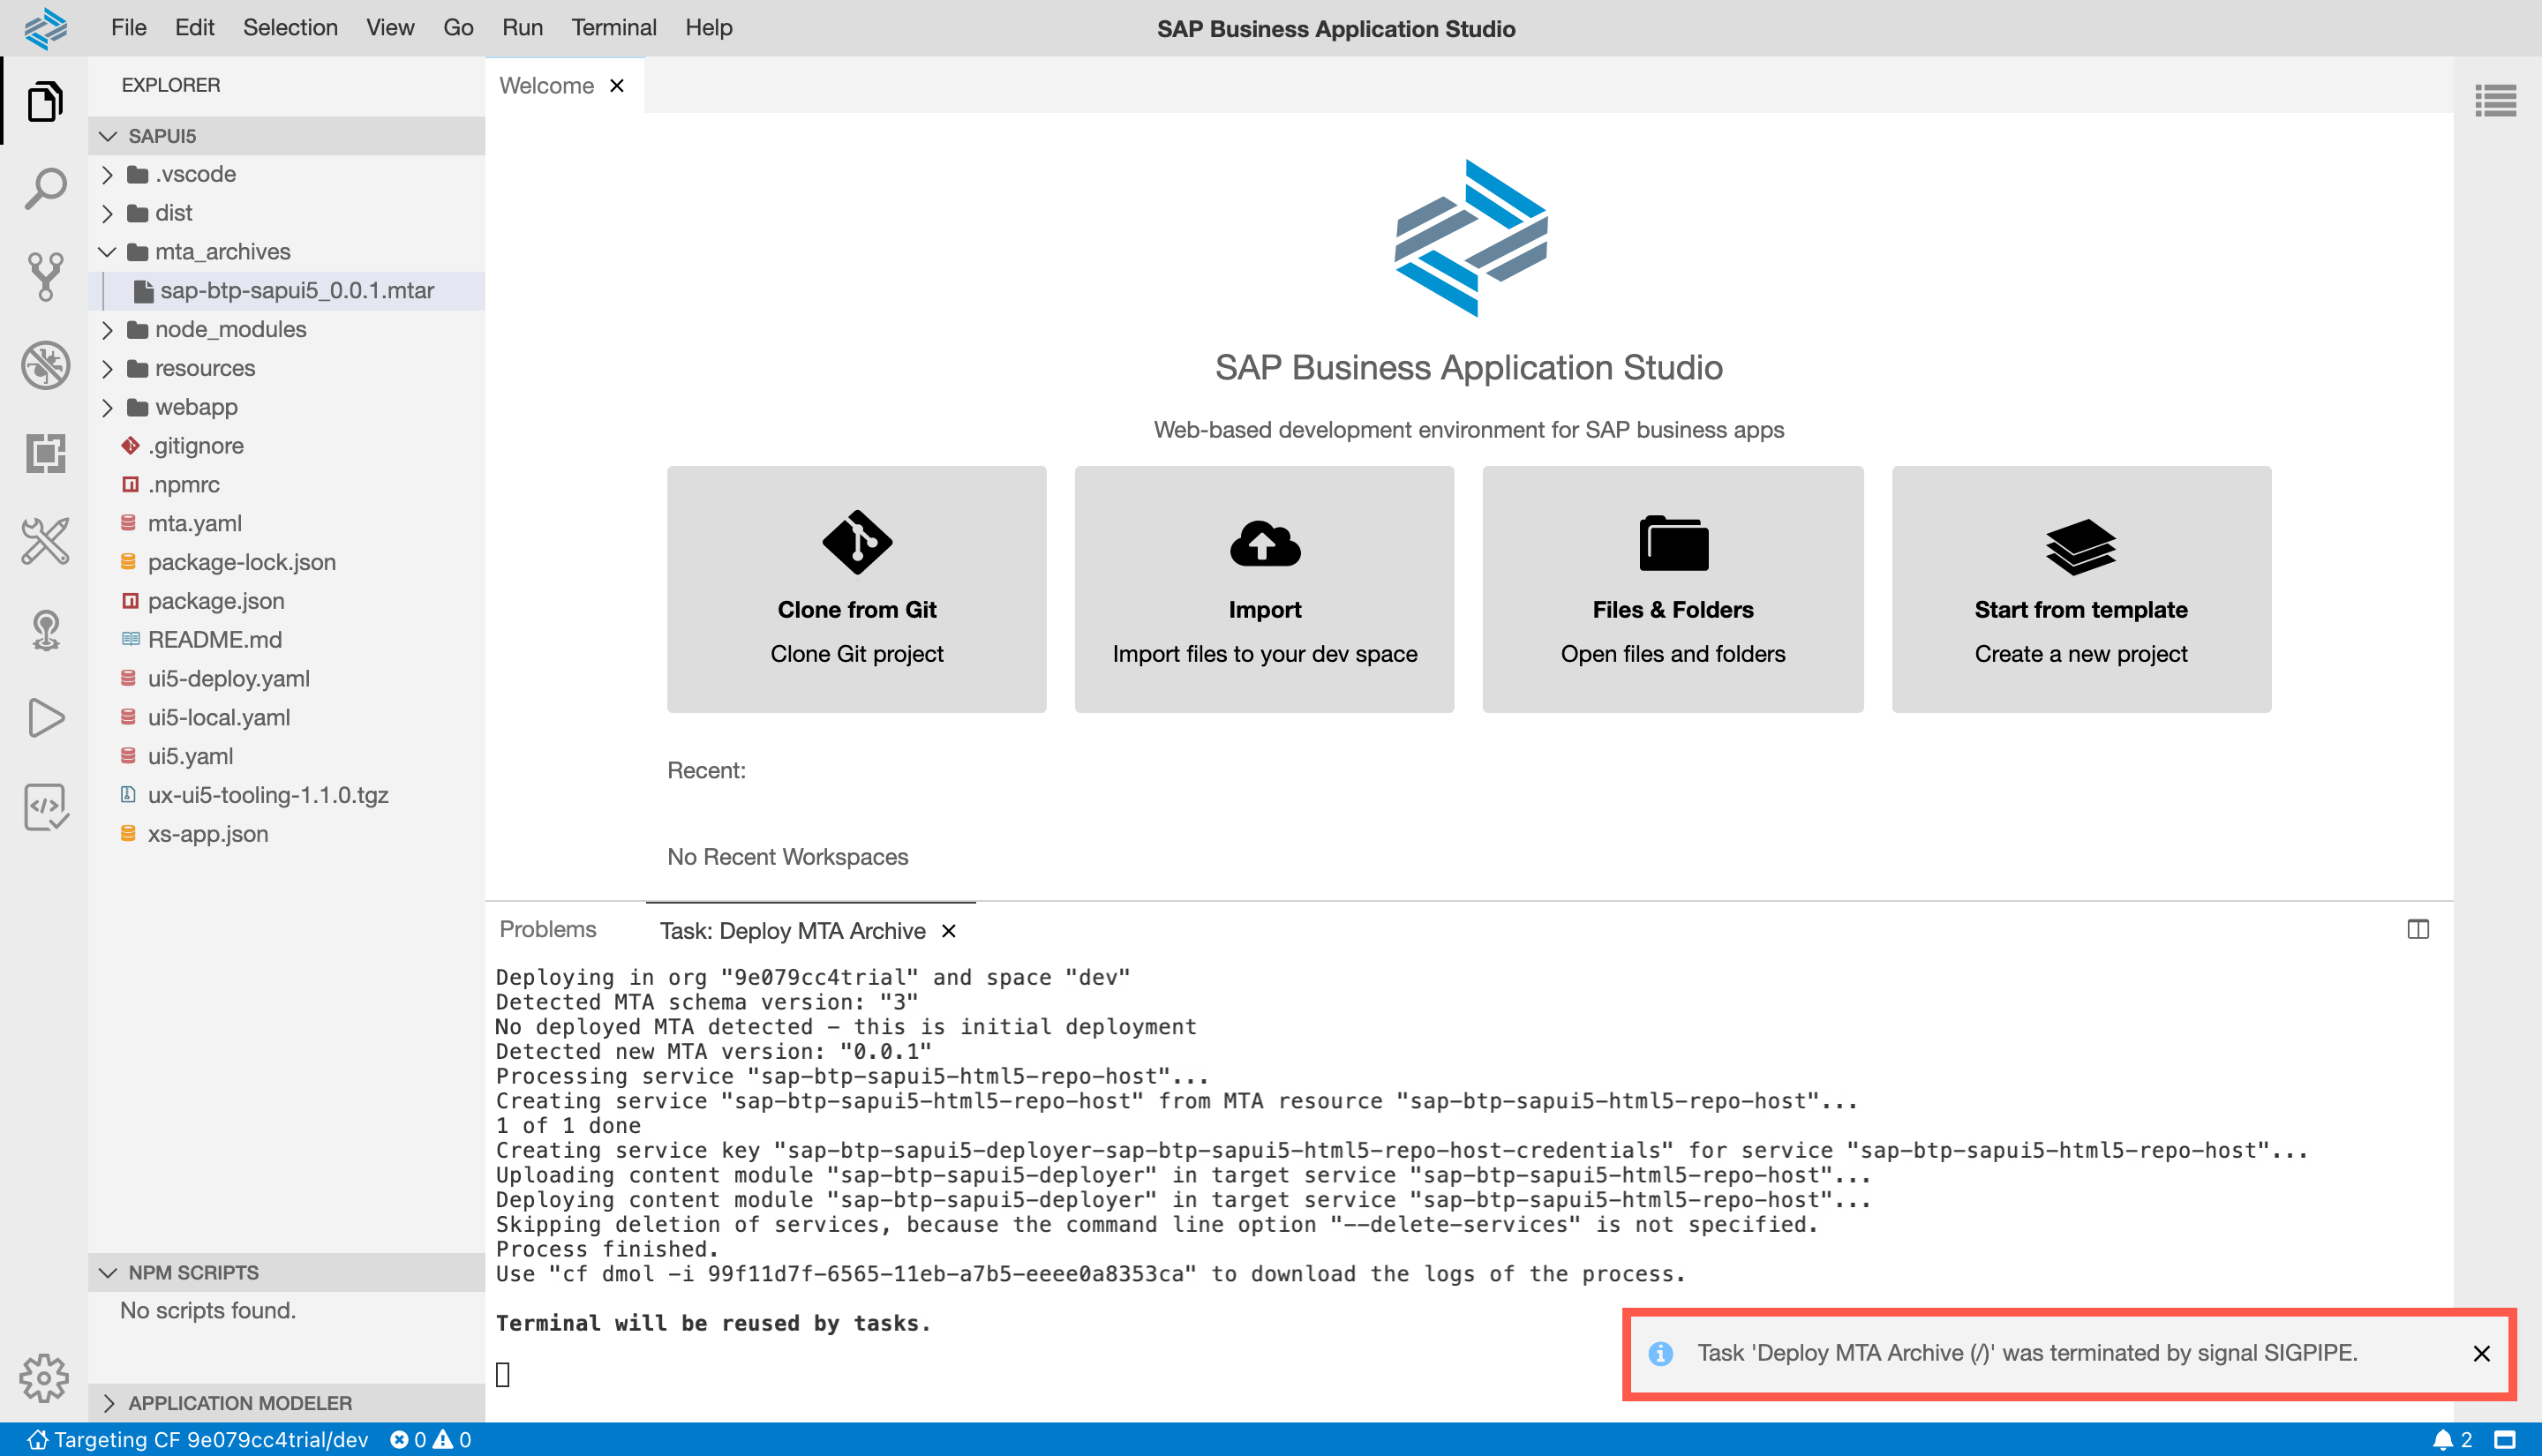 File Edit Selection View Go Run Terminal Help
SAP Business Application Studio
EXPLORER
SAPUI5
.vscode
dist
mta_archives
sap-btp-sapui5_0.0.1.mtar
node_modules
resources
webapp
.gitignore
.npmrc
mta.yaml
package-lock.json
package.json
README.md
ui5-deploy.yaml
ui5-local.yaml
ui5.yaml
ux-ui5-tooling-1.1.0.tgz
xs-app.json
NPM SCRIPTS
No scripts found.
APPLICATION MODELER
Welcome
SAP Business Application Studio
Web-based development environment for SAP business apps
Clone from Git
Clone Git project
Import
Import files to your dev space
Files & Folders
Open files and folders
Start from template
Create a new project
Recent:
No Recent Workspaces
Problems
Task: Deploy MTA Archive
Deploying in org "9e079cc4trial" and space "dev"
Detected MTA schema version: "3"
No deployed MTA detected - this is initial deployment
Detected new MTA version: "0.0.1"
Processing service "sap-btp-sapui5-html5-repo-host"...
Creating service "sap-btp-sapui5-html5-repo-host" from MTA resource "sap-btp-sapui5-html5-repo-host"...
1 of 1 done
Creating service key "sap-btp-sapui5-deployer-sap-btp-sapui5-html5-repo-host-credentials" for service "sap-btp-sapui5-html5-repo-host"...
Uploading content module "sap-btp-sapui5-deployer" in target service "sap-btp-sapui5-html5-repo-host"...
Deploying content module "sap-btp-sapui5-deployer" in target service "sap-btp-sapui5-html5-repo-host"...
Skipping deletion of services, because the command line option "--delete-services" is not specified.
Process finished.
Use "cf dmol -i 99f11d7f-6565-11eb-a7b5-eeee0a8353ca" to download the logs of the process.
Terminal will be reused by tasks.
Task 'Deploy MTA Archive (/)' was terminated by signal SIGPIPE.
Targeting CF 9e079cc4trial/dev 0 0
2